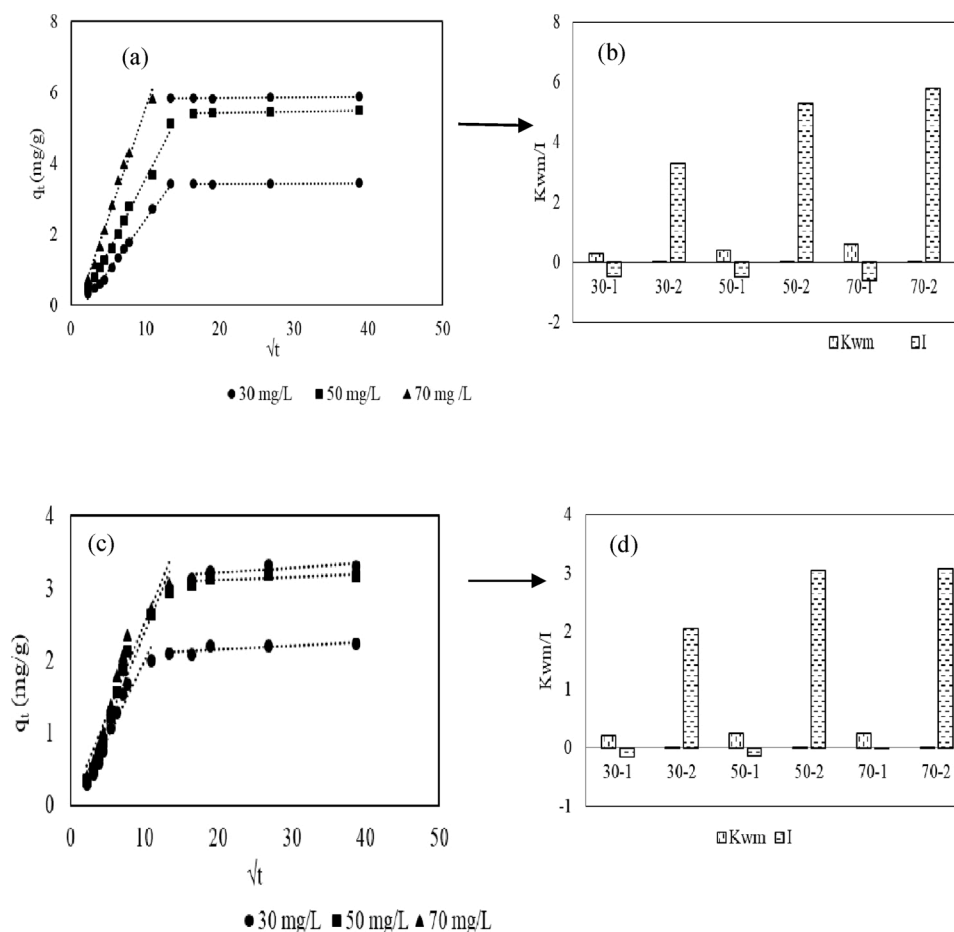 (a)
8
6
4
2
0
qt (mg/g)
0 10 20 30 40 50
√t
30 mg/L 50 mg/L 70 mg /L
(b)
8
6
4
2
0
-2
Kwm/I
30-1 30-2 50-1 50-2 70-1 70-2
Kwm I
(c)
4
3
2
1
0
qt (mg/g)
0 10 20 30 40 50
√t
30 mg/L 50 mg/L 70 mg/L
(d)
4
3
2
1
0
-1
Kwm/I
30-1 30-2 50-1 50-2 70-1 70-2
Kwm I